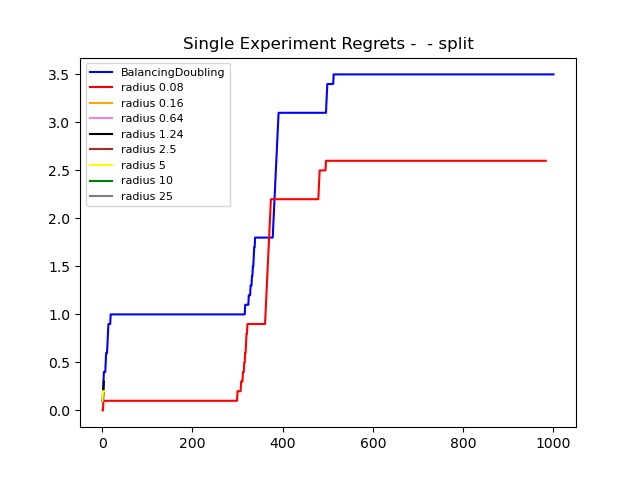 Single Experiment Regrets -  - split
BalancingDoubling
radius 0.08
radius 0.16
radius 0.64
radius 1.24
radius 2.5
radius 5
radius 10
radius 25
3.5
3.0
2.5
2.0
1.5
1.0
0.5
0.0
0 200 400 600 800 1000